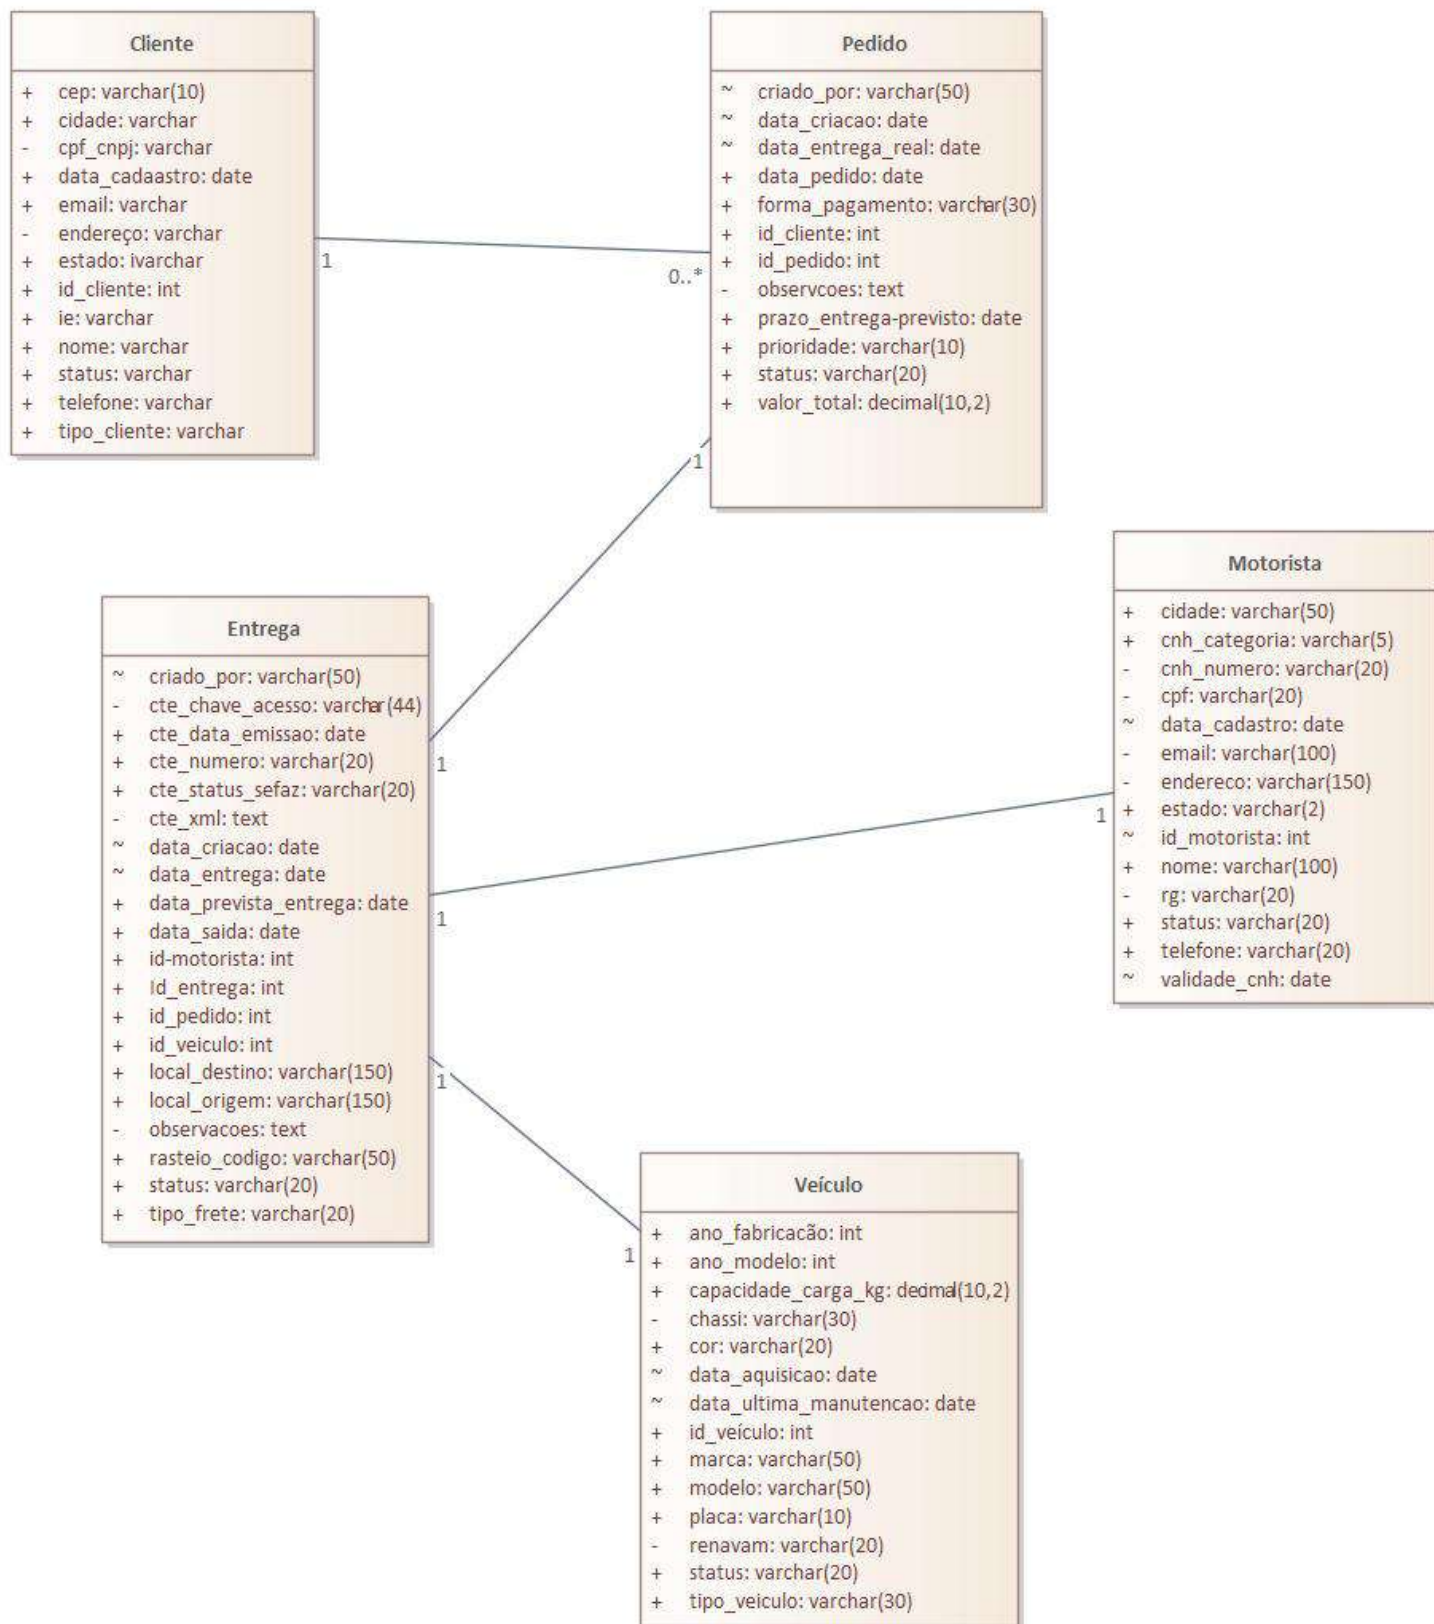 Cliente
+ cep: varchar(10)
+ cidade: varchar
- cpf_cnpj: varchar
+ data_cadaastro: date
+ email: varchar
- endereço: varchar
+ estado: ivarchar
+ id_cliente: int
+ ie: varchar
+ nome: varchar
+ status: varchar
+ telefone: varchar
+ tipo_cliente: varchar
Pedido
~ criado_por: varchar(50)
~ data_criacao: date
~ data_entrega_real: date
+ data_pedido: date
+ forma_pagamento: varchar(30)
+ id_cliente: int
+ id_pedido: int
- observcoes: text
+ prazo_entrega-previsto: date
+ prioridade: varchar(10)
+ status: varchar(20)
+ valor_total: decimal(10,2)
1
0..*
1
1
Entrega
~ criado_por: varchar(50)
- cte_chave_acesso: varchar(44)
+ cte_data_emissao: date
+ cte_numero: varchar(20)
+ cte_status_sefaz: varchar(20)
- cte_xml: text
~ data_criacao: date
~ data_entrega: date
+ data_prevista_entrega: date
+ data_saida: date
+ id-motorista: int
+ Id_entrega: int
+ id_pedido: int
+ id_veiculo: int
+ local_destino: varchar(150)
+ local_origem: varchar(150)
- observacoes: text
+ rasteio_codigo: varchar(50)
+ status: varchar(20)
+ tipo_frete: varchar(20)
Motorista
+ cidade: varchar(50)
+ cnh_categoria: varchar(5)
- cnh_numero: varchar(20)
- cpf: varchar(20)
~ data_cadastro: date
- email: varchar(100)
- endereco: varchar(150)
+ estado: varchar(2)
~ id_motorista: int
+ nome: varchar(100)
- rg: varchar(20)
+ status: varchar(20)
+ telefone: varchar(20)
~ validade_cnh: date
1
1
1
1
Veículo
+ ano_fabricacão: int
+ ano_modelo: int
+ capacidade_carga_kg: decimal(10,2)
- chassi: varchar(30)
+ cor: varchar(20)
~ data_aquisicao: date
~ data_ultima_manutencao: date
+ id_veículo: int
+ marca: varchar(50)
+ modelo: varchar(50)
+ placa: varchar(10)
- renavam: varchar(20)
+ status: varchar(20)
+ tipo_veiculo: varchar(30)